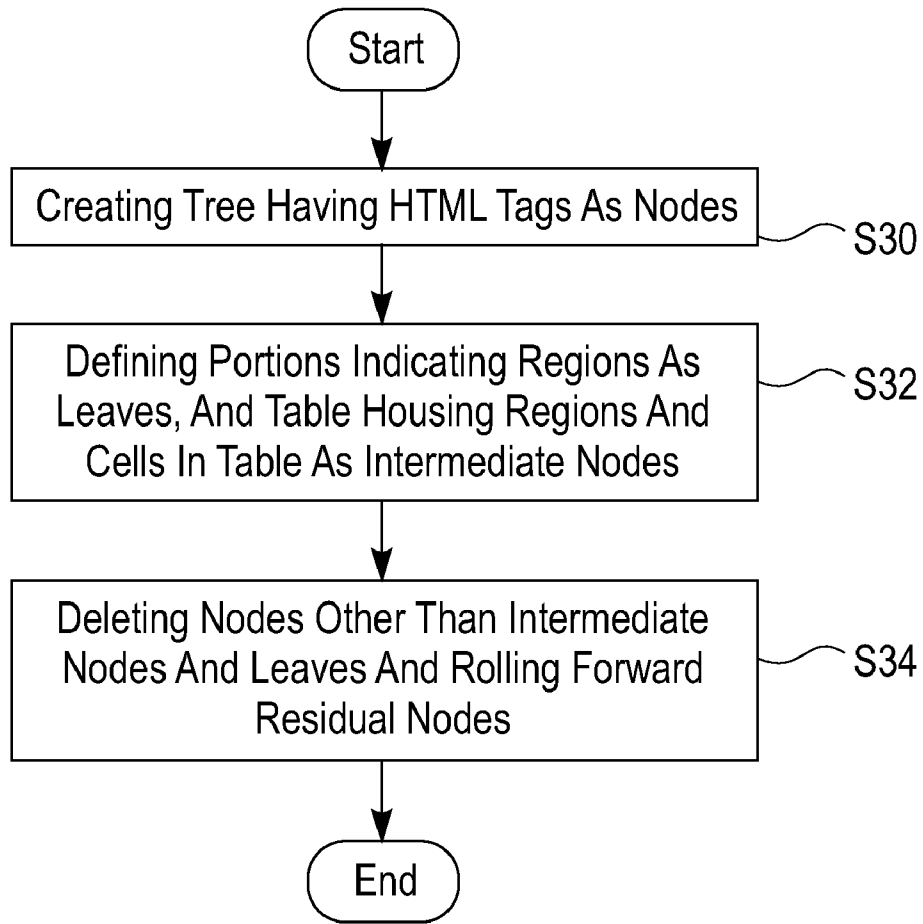 Start
Creating Tree Having HTML Tags As Nodes
S30
Defining Portions Indicating Regions As
Leaves, And Table Housing Regions And
Cells In Table As Intermediate Nodes
S32
Deleting Nodes Other Than Intermediate
Nodes And Leaves And Rolling Forward
Residual Nodes
S34
End